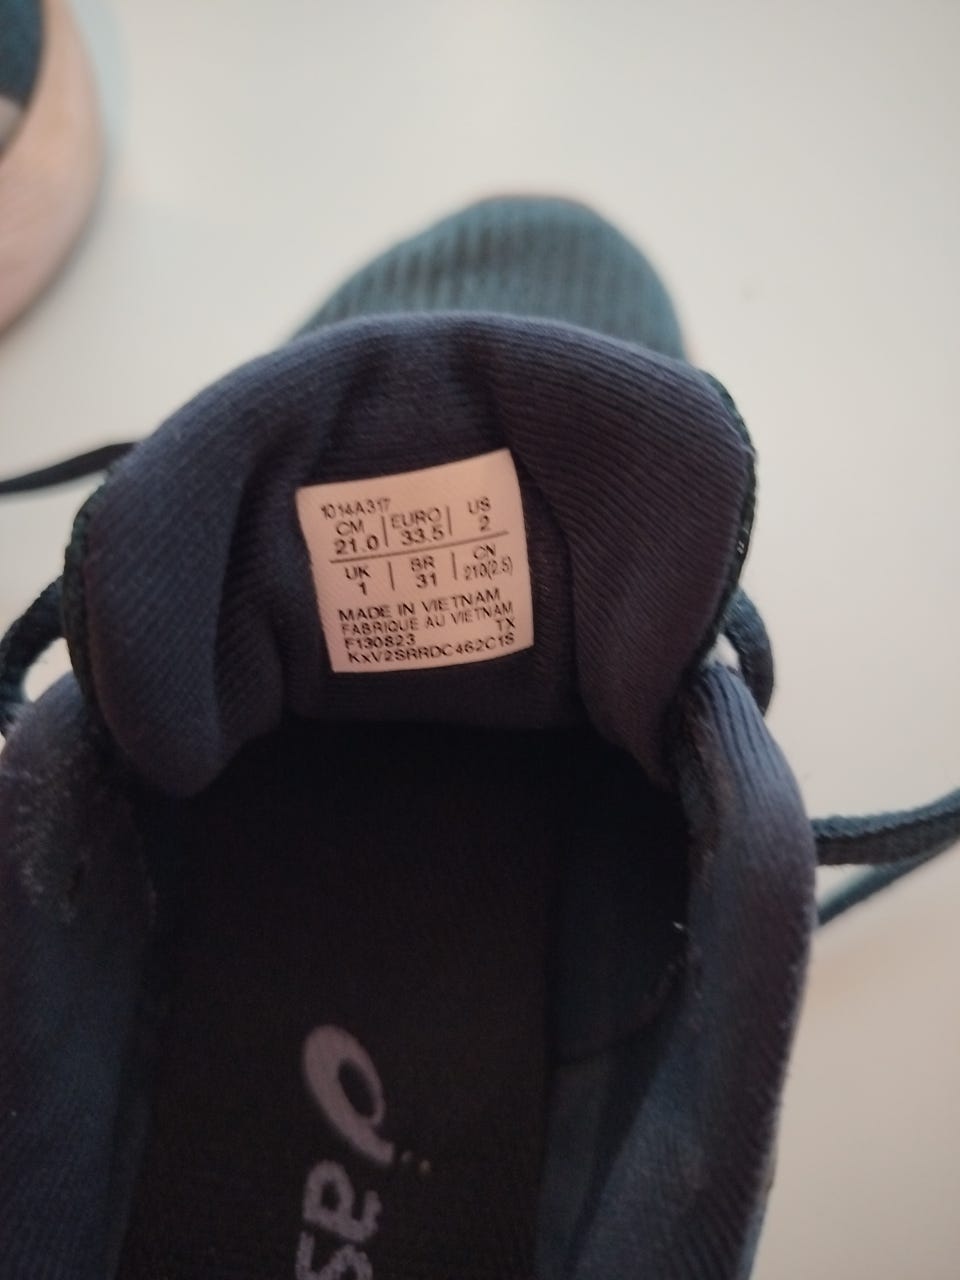 1014A317
CM | EURO | US
21.0 | 33.5 | 2
UK | BR | CN
1 | 31 | 210(2.5)
MADE IN VIETNAM
FABRIQUE AU VIETNAM
F130823 TX
KXV2SRRDC462C1S
as